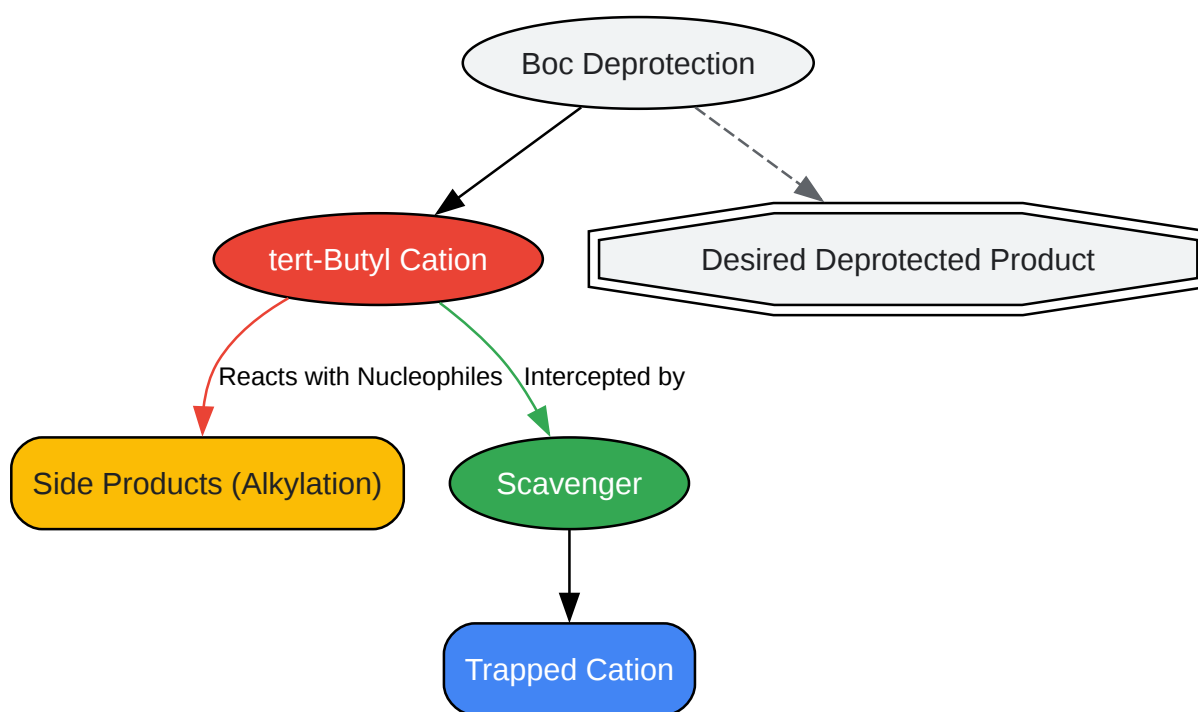 Boc Deprotection
tert-Butyl Cation
Desired Deprotected Product
Reacts with Nucleophiles
Intercepted by
Side Products (Alkylation)
Scavenger
Trapped Cation